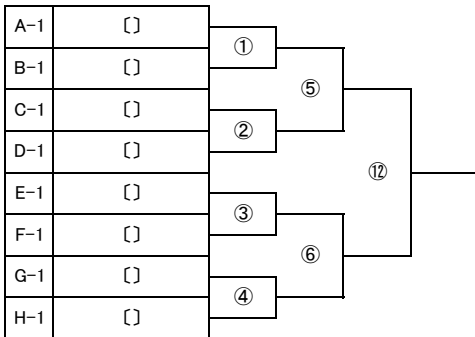 A-1 〔〕
①
B-1 〔〕
⑤
C-1 〔〕
②
D-1 〔〕
⑫
E-1 〔〕
③
F-1 〔〕
⑥
G-1 〔〕
④
H-1 〔〕